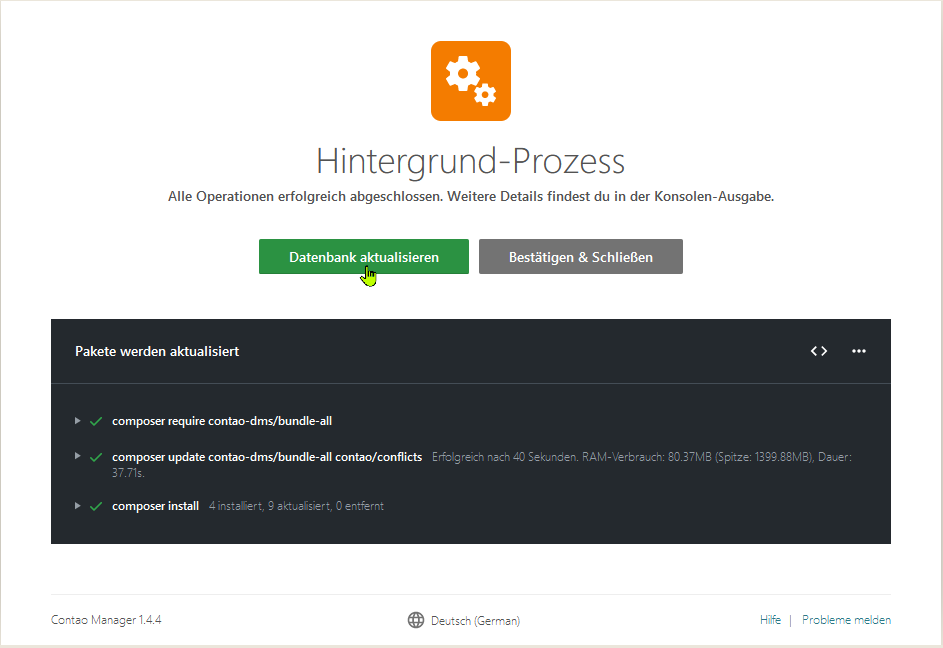 Hintergrund-Prozess
Alle Operationen erfolgreich abgeschlossen. Weitere Details findest du in der Konsolen-Ausgabe.
Datenbank aktualisieren
Bestätigen & Schließen
Pakete werden aktualisiert
composer require contao-dms/bundle-all
composer update contao-dms/bundle-all contao/conflicts Erfolgreich nach 40 Sekunden. RAM-Verbrauch: 80.37MB (Spitze: 1399.88MB), Dauer:
37.71s.
composer install 4 installiert, 9 aktualisiert, 0 entfernt
Contao Manager 1.4.4
Deutsch (German)
Hilfe | Probleme melden